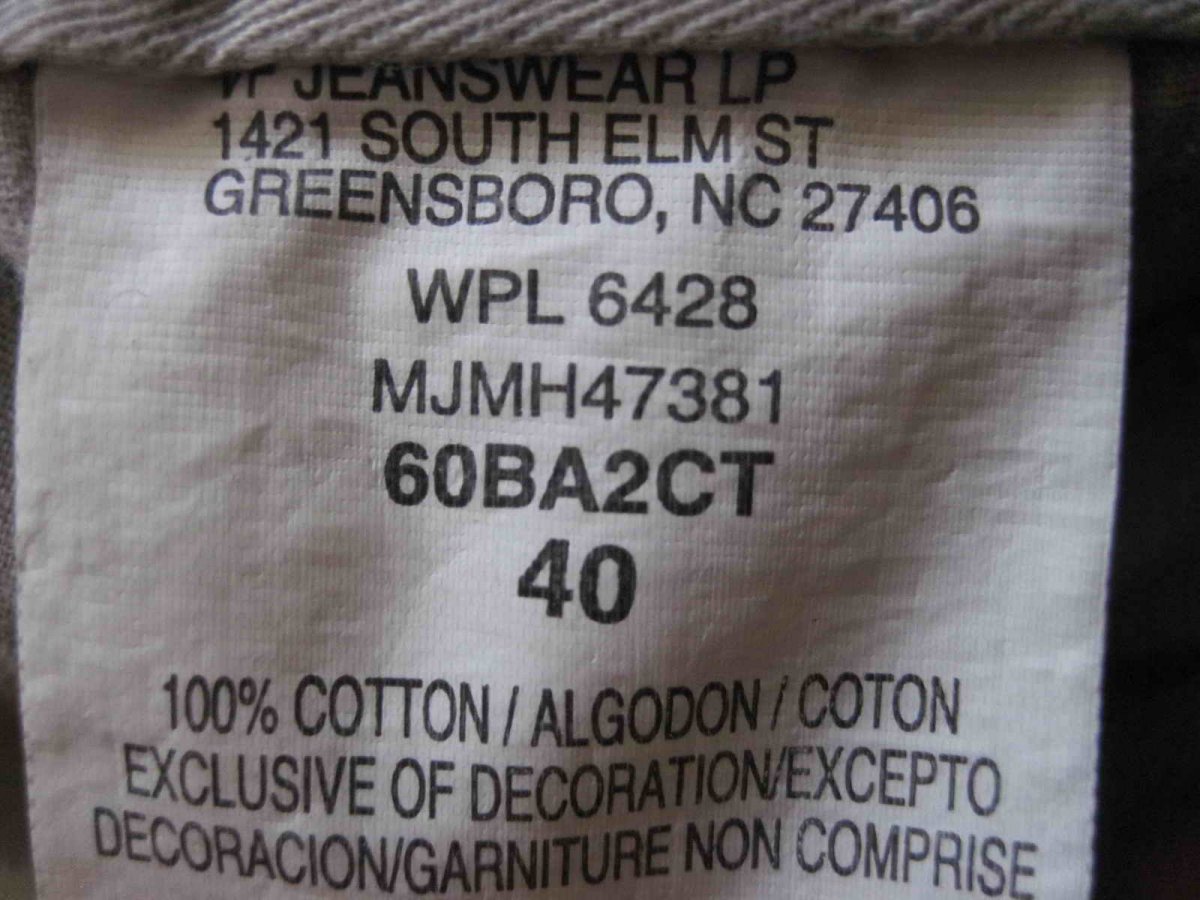 VF JEANSWEAR LP
1421 SOUTH ELM ST
GREENSBORO, NC 27406
WPL 6428
MJMH47381
60BA2CT
40
100% COTTON / ALGODON / COTON
EXCLUSIVE OF DECORATION/EXCEPTO
DECORACION/GARNITURE NON COMPRISE